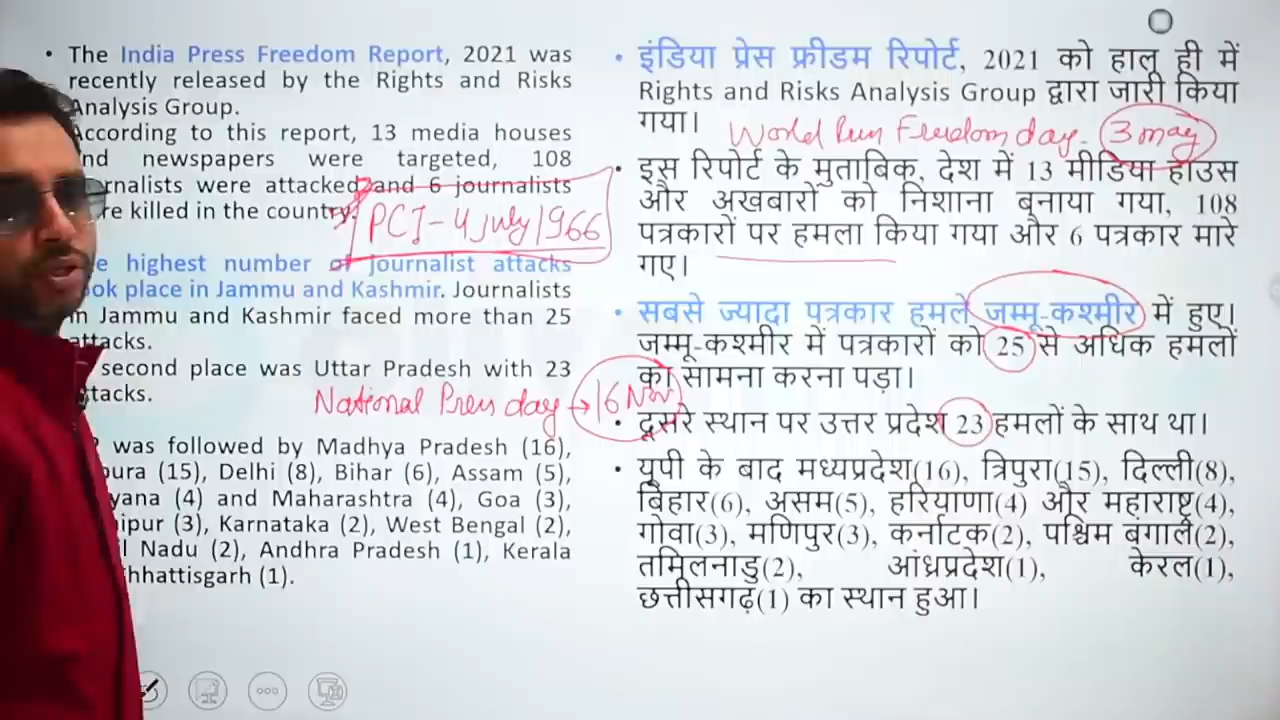 • The India Press Freedom Report, 2021 was
recently released by the Rights and Risks
Analysis Group.
According to this report, 13 media houses
newspapers were targeted, 108
were attacked and 6 journalists
killed in the country.
PCI - 4 July 1966
highest number of journalist attacks
place in Jammu and Kashmir. Journalists
in Jammu and Kashmir faced more than 25
attacks.
second place was Uttar Pradesh with 23
National Press day → 16 Nov
was followed by Madhya Pradesh (16),
(15), Delhi (8), Bihar (6), Assam (5),
(4) and Maharashtra (4), Goa (3),
(3), Karnataka (2), West Bengal (2),
Nadu (2), Andhra Pradesh (1), Kerala
(1).
• इंडिया प्रेस फ्रीडम रिपोर्ट, 2021 को हाल ही में
Rights and Risks Analysis Group द्वारा जारी किया
गया।
World Press Freedom day - 3 may
• इस रिपोर्ट के मुताबिक, देश में 13 मीडिया हाउस
और अखबारों को निशाना बनाया गया, 108
पत्रकारों पर हमला किया गया और 6 पत्रकार मारे
गए।
• सबसे ज्यादा पत्रकार हमले जम्मू-कश्मीर में हुए।
जम्मू-कश्मीर में पत्रकारों को 25 से अधिक हमलों
का सामना करना पड़ा।
• दूसरे स्थान पर उत्तर प्रदेश 23 हमलों के साथ था।
• यूपी के बाद मध्यप्रदेश(16), त्रिपुरा(15), दिल्ली(8),
बिहार(6), असम(5), हरियाणा(4) और महाराष्ट्र(4),
गोवा(3), मणिपुर(3), कर्नाटक(2), पश्चिम बंगाल(2),
तमिलनाडु(2), आंध्रप्रदेश(1), केरल(1),
छत्तीसगढ़(1) का स्थान हुआ।